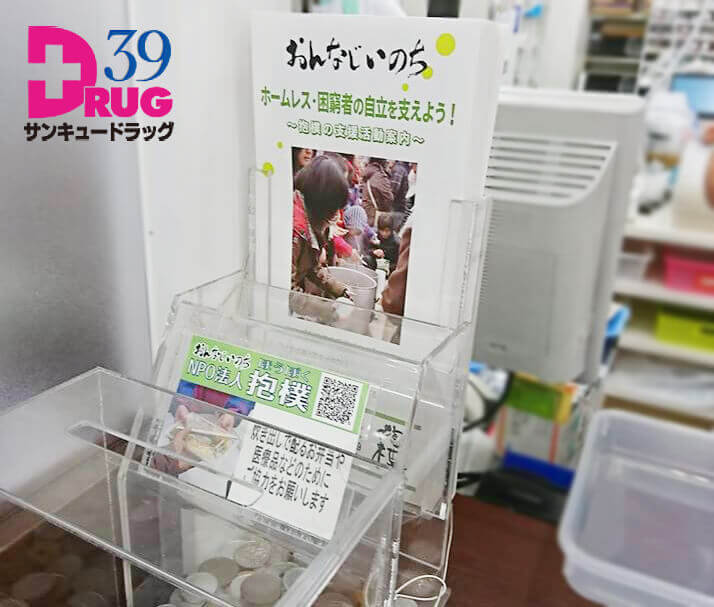 39
DRUG
サンキュードラッグ
おんなじいのち
ホームレス・困窮者の自立を支えよう！
～抱樸の支援活動案内～
おんなじいのち
ほうぼく
NPO法人 抱樸
炊き出しで配るお弁当や
医療品などのために
ご協力をお願いします